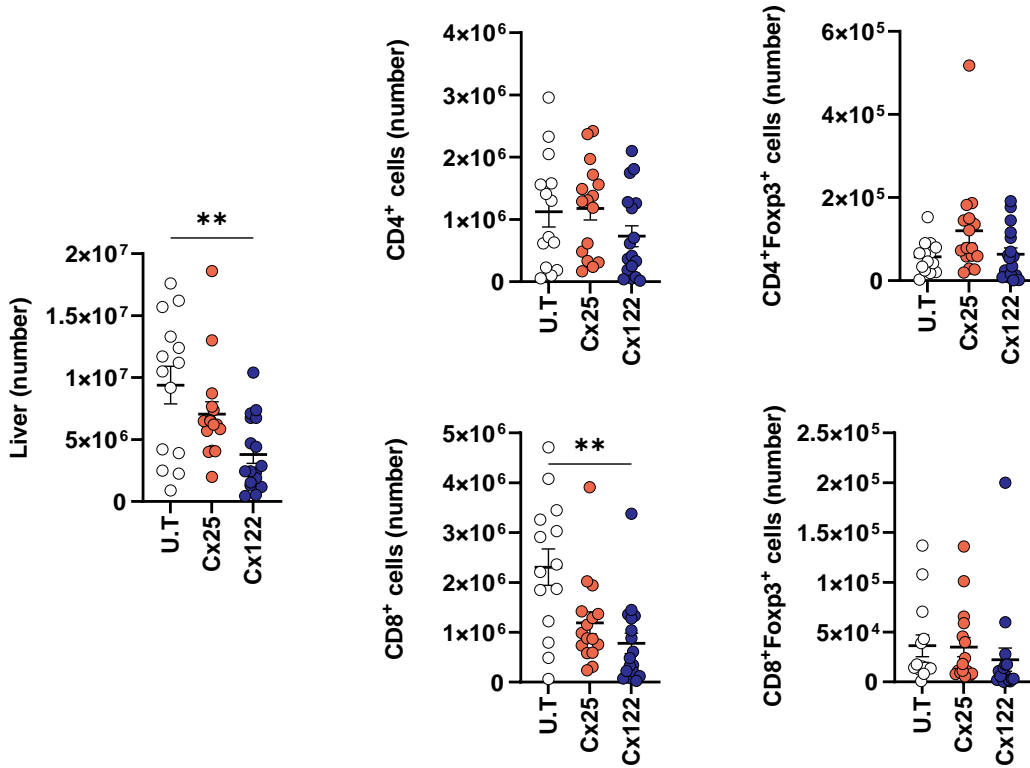 Liver (number)
**
2×10⁷
1.5×10⁷
1×10⁷
5×10⁶
0
U.T
Cx25
Cx122
CD4⁺ cells (number)
4×10⁶
3×10⁶
2×10⁶
1×10⁶
0
U.T
Cx25
Cx122
CD4⁺Foxp3⁺ cells (number)
6×10⁵
4×10⁵
2×10⁵
0
U.T
Cx25
Cx122
CD8⁺ cells (number)
**
5×10⁶
4×10⁶
3×10⁶
2×10⁶
1×10⁶
0
U.T
Cx25
Cx122
CD8⁺Foxp3⁺ cells (number)
2.5×10⁵
2×10⁵
1.5×10⁵
1×10⁵
5×10⁴
0
U.T
Cx25
Cx122